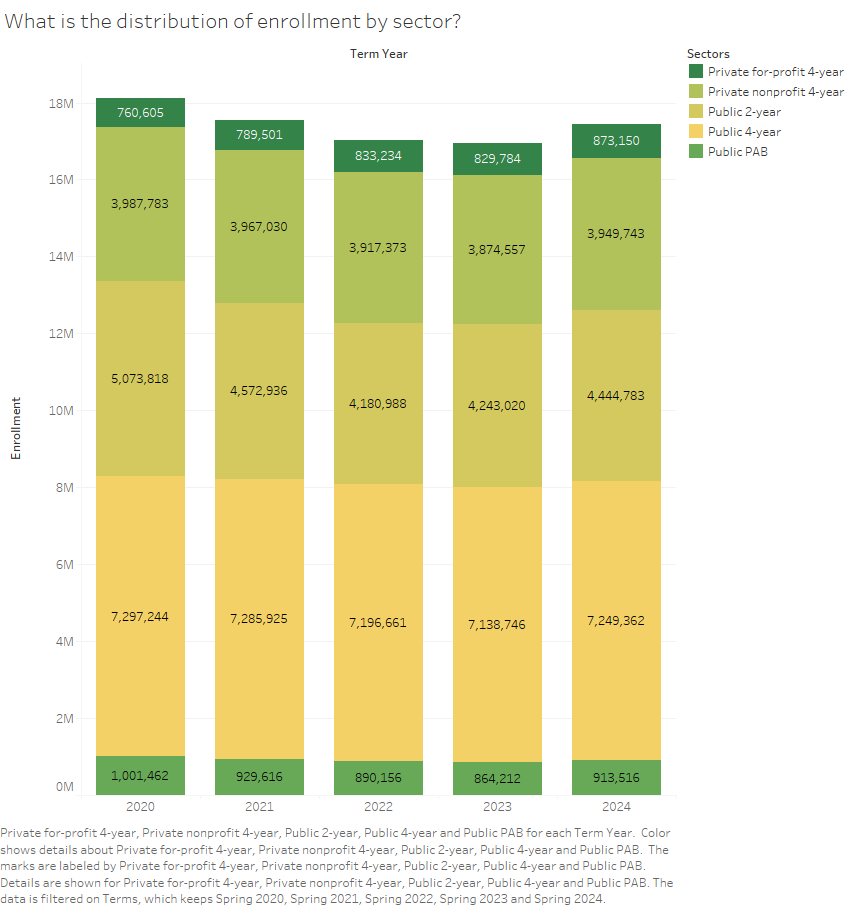 What is the distribution of enrollment by sector?
Term Year
Sectors
Private for-profit 4-year
Private nonprofit 4-year
Public 2-year
Public 4-year
Public PAB
Enrollment
18M
16M
14M
12M
10M
8M
6M
4M
2M
0M
760,605
3,987,783
5,073,818
7,297,244
1,001,462
789,501
3,967,030
4,572,936
7,285,925
929,616
833,234
3,917,373
4,180,988
7,196,661
890,156
829,784
3,874,557
4,243,020
7,138,746
864,212
873,150
3,949,743
4,444,783
7,249,362
913,516
2020
2021
2022
2023
2024
Private for-profit 4-year, Private nonprofit 4-year, Public 2-year, Public 4-year and Public PAB for each Term Year.  Color
shows details about Private for-profit 4-year, Private nonprofit 4-year, Public 2-year, Public 4-year and Public PAB.  The
marks are labeled by Private for-profit 4-year, Private nonprofit 4-year, Public 2-year, Public 4-year and Public PAB.
Details are shown for Private for-profit 4-year, Private nonprofit 4-year, Public 2-year, Public 4-year and Public PAB. The
data is filtered on Terms, which keeps Spring 2020, Spring 2021, Spring 2022, Spring 2023 and Spring 2024.